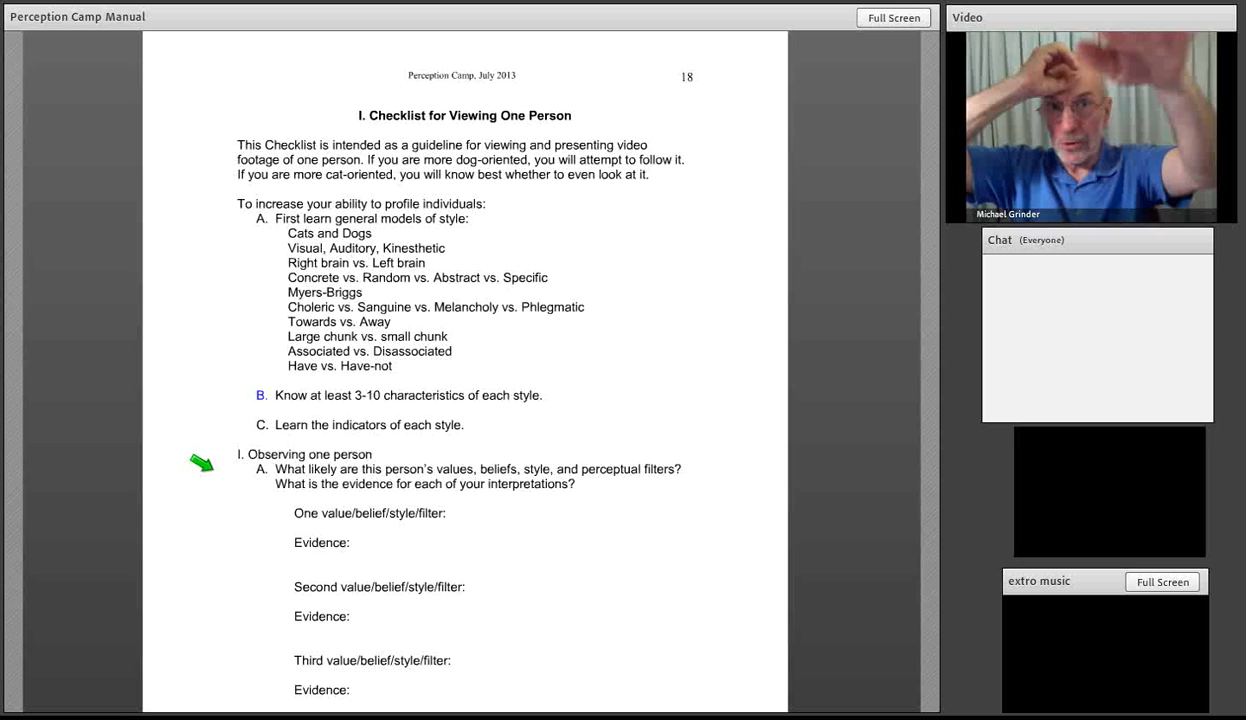 Perception Camp Manual
Full Screen
Perception Camp, July 2013
18
I. Checklist for Viewing One Person
This Checklist is intended as a guideline for viewing and presenting video
footage of one person. If you are more dog-oriented, you will attempt to follow it.
If you are more cat-oriented, you will know best whether to even look at it.
To increase your ability to profile individuals:
A. First learn general models of style:
Cats and Dogs
Visual, Auditory, Kinesthetic
Right brain vs. Left brain
Concrete vs. Random vs. Abstract vs. Specific
Myers-Briggs
Choleric vs. Sanguine vs. Melancholy vs. Phlegmatic
Towards vs. Away
Large chunk vs. small chunk
Associated vs. Disassociated
Have vs. Have-not
B. Know at least 3-10 characteristics of each style.
C. Learn the indicators of each style.
I. Observing one person
A. What likely are this person's values, beliefs, style, and perceptual filters?
What is the evidence for each of your interpretations?
One value/belief/style/filter:
Evidence:
Second value/belief/style/filter:
Evidence:
Third value/belief/style/filter:
Evidence:
Video
Michael Grinder
Chat (Everyone)
extro music
Full Screen